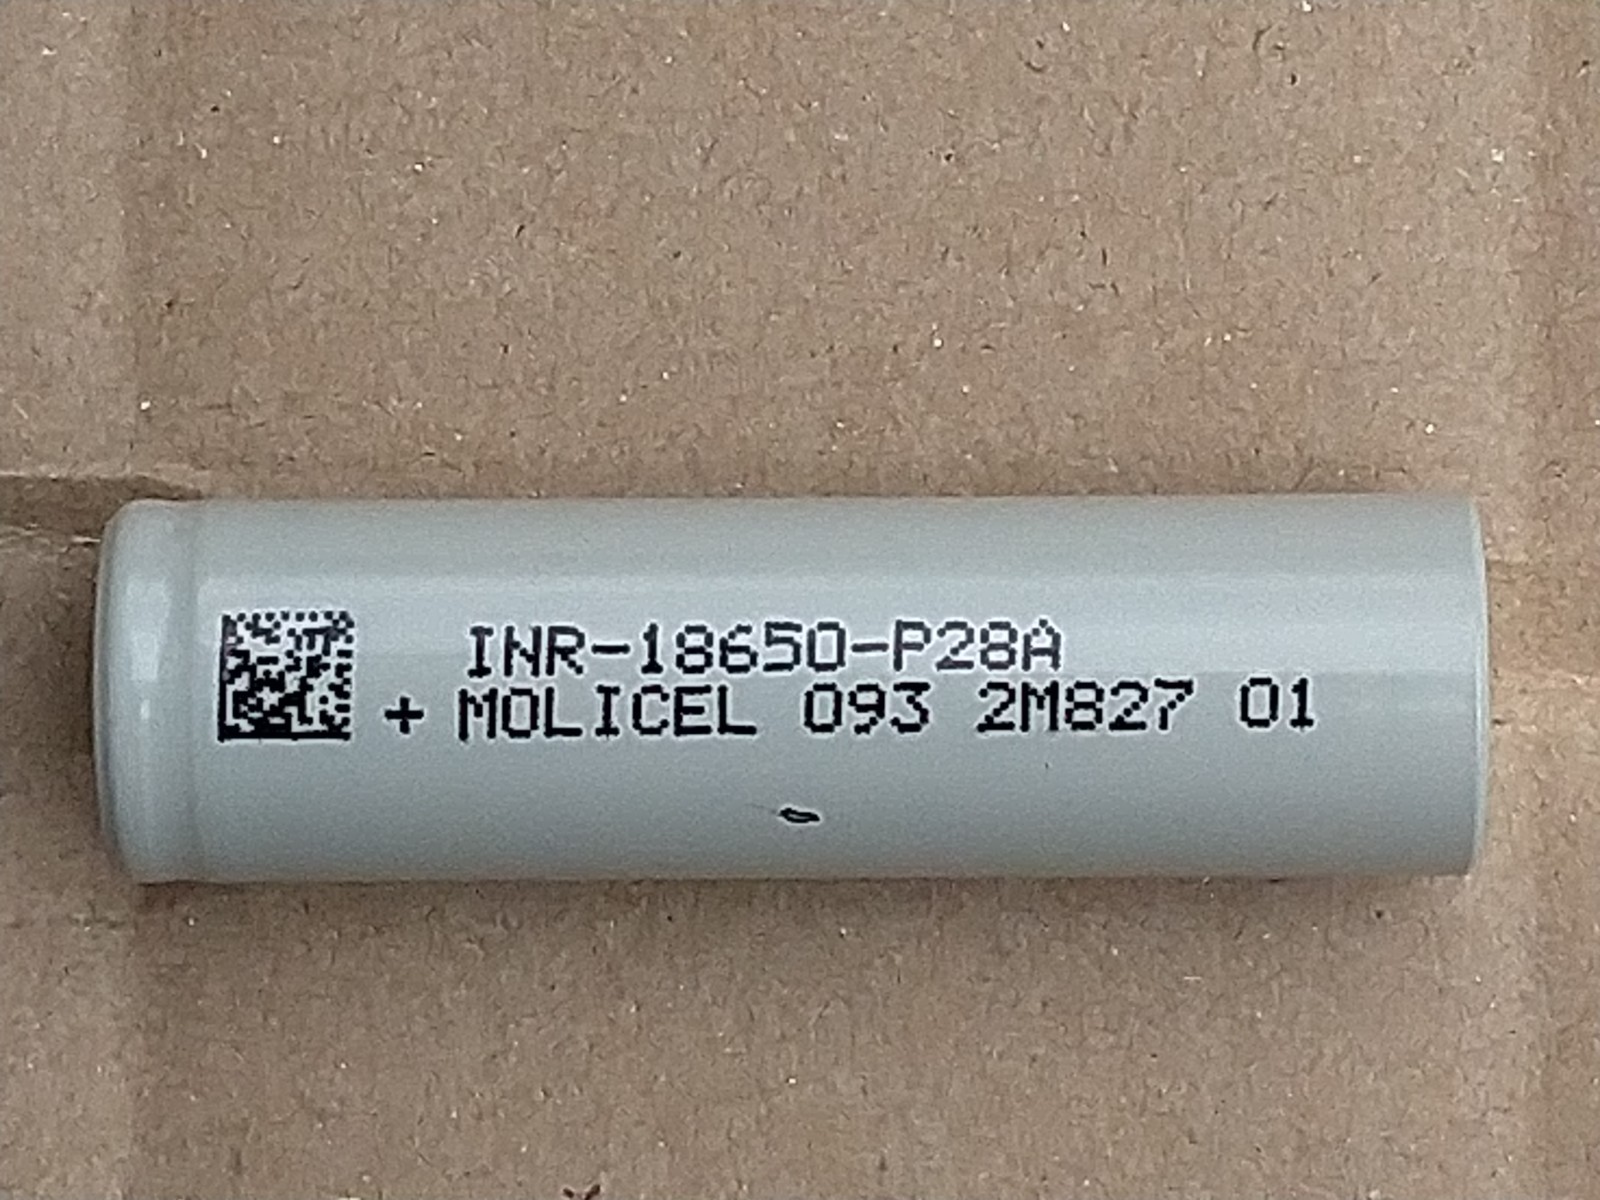 INR-18650-P28A
+ MOLICEL 093 2M827 01